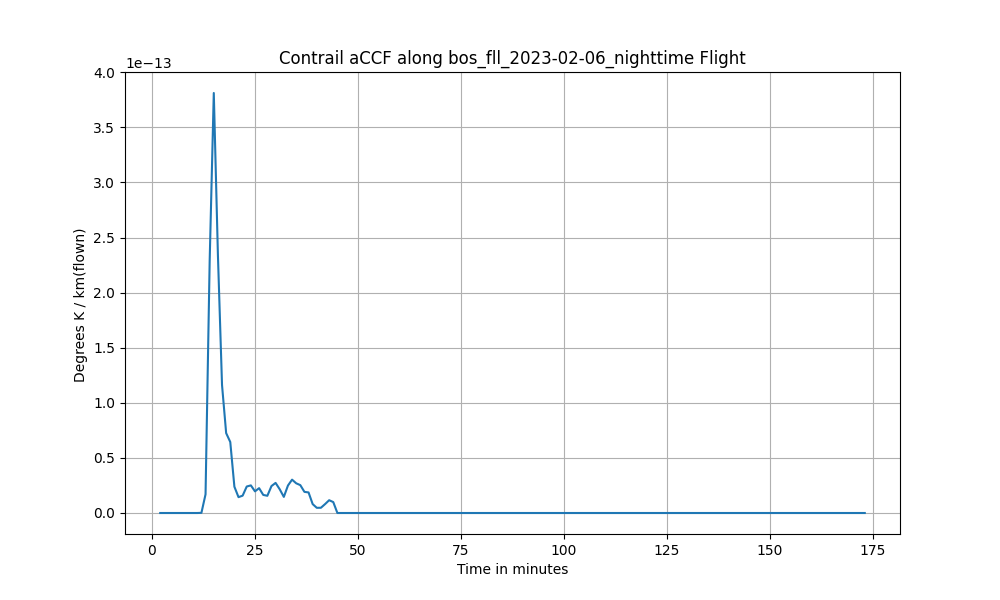 Contrail aCCF along bos_fll_2023-02-06_nighttime Flight
1e−13
4.0
3.5
3.0
2.5
2.0
1.5
1.0
0.5
0.0
Degrees K / km(flown)
0 25 50 75 100 125 150 175
Time in minutes